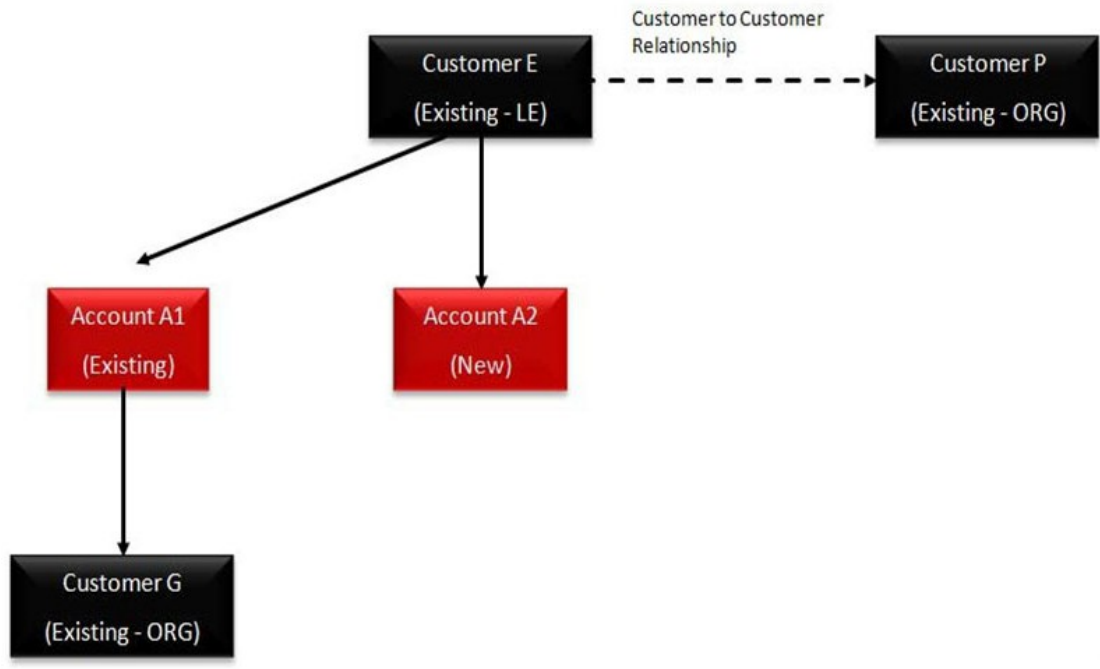 Customer to Customer
Relationship
Customer E
(Existing - LE)
Customer P
(Existing - ORG)
Account A1
(Existing)
Account A2
(New)
Customer G
(Existing - ORG)